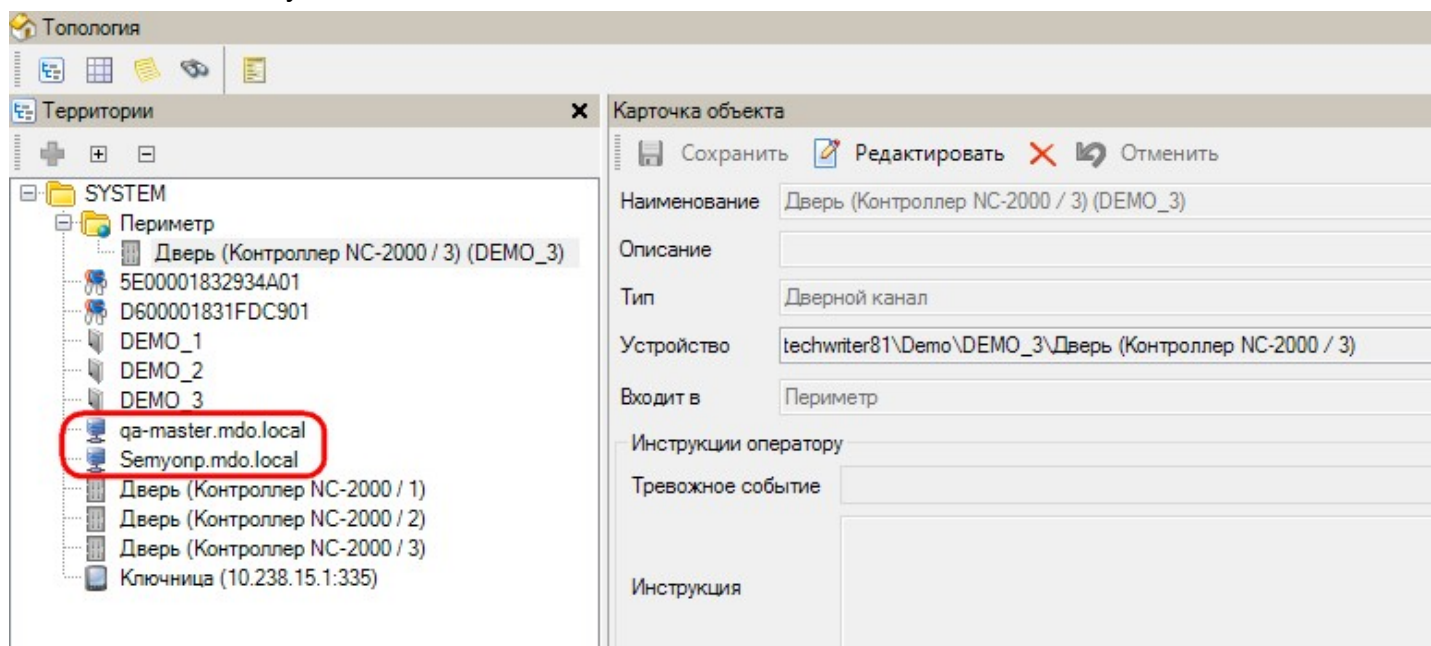 Топология
Территории
SYSTEM
Периметр
Дверь (Контроллер NC-2000 / 3) (DEMO_3)
5E00001832934A01
D600001831FDC901
DEMO_1
DEMO_2
DEMO_3
qa-master.mdo.local
Semyonp.mdo.local
Дверь (Контроллер NC-2000 / 1)
Дверь (Контроллер NC-2000 / 2)
Дверь (Контроллер NC-2000 / 3)
Ключница (10.238.15.1:335)
Карточка объекта
Сохранить Редактировать Отменить
Наименование Дверь (Контроллер NC-2000 / 3) (DEMO_3)
Описание
Тип Дверной канал
Устройство techwriter81\Demo\DEMO_3\Дверь (Контроллер NC-2000 / 3)
Входит в Периметр
Инструкции оператору
Тревожное событие
Инструкция